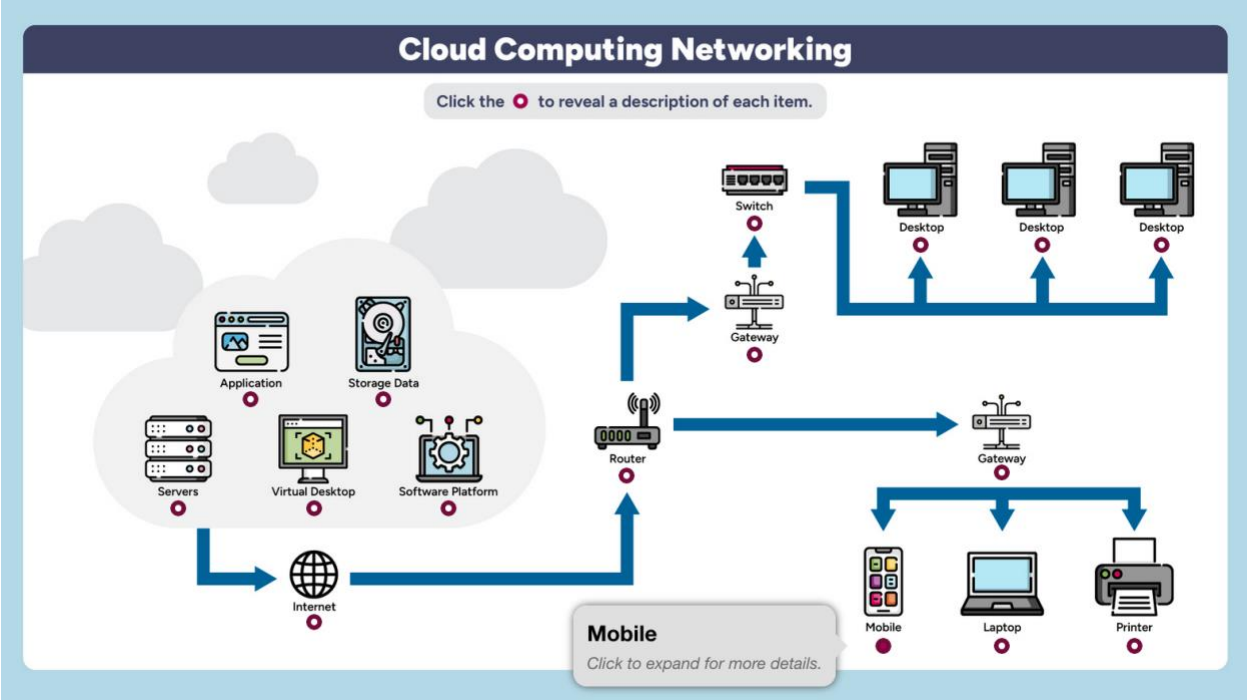 Cloud Computing Networking
Click the to reveal a description of each item.
Switch
Desktop
Desktop
Desktop
Gateway
Application
Storage Data
Router
Gateway
Servers
Virtual Desktop
Software Platform
Internet
Mobile
Laptop
Printer
Mobile
Click to expand for more details.